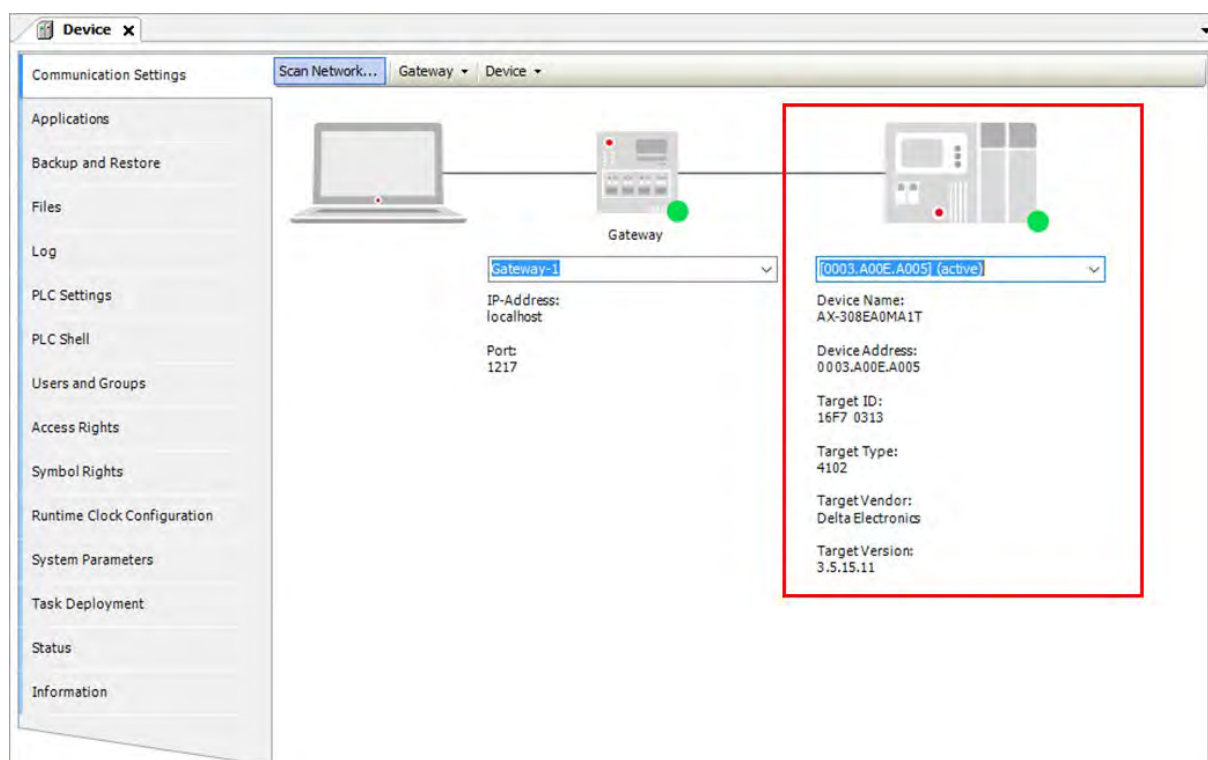 Device
Communication Settings
Applications
Backup and Restore
Files
Log
PLC Settings
PLC Shell
Users and Groups
Access Rights
Symbol Rights
Runtime Clock Configuration
System Parameters
Task Deployment
Status
Information
Scan Network... Gateway Device
Gateway
Gateway-1
IP-Address:
localhost
Port:
1217
[0003.A00E.A005] (active)
Device Name:
AX-308EA0MA1T
Device Address:
0003.A00E.A005
Target ID:
16F7 0313
Target Type:
4102
Target Vendor:
Delta Electronics
Target Version:
3.5.15.11